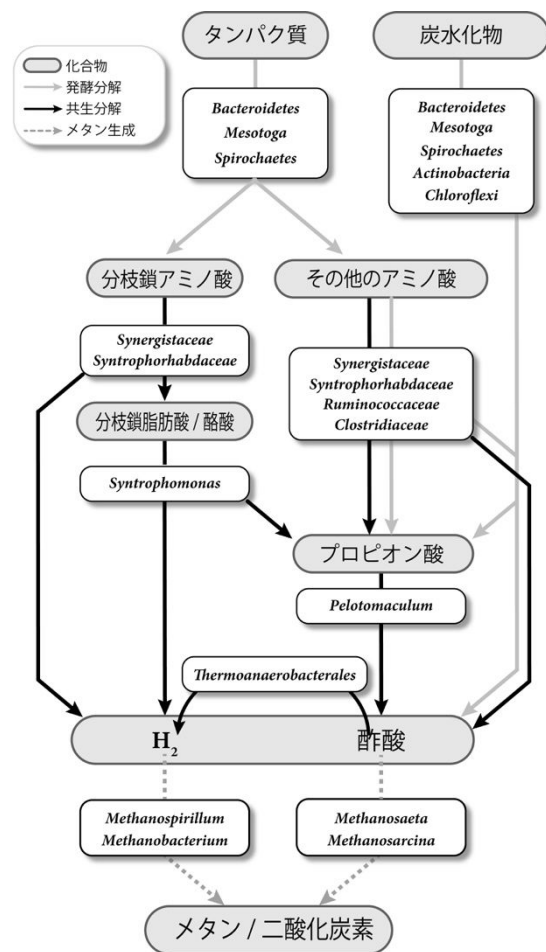 タンパク質
炭水化物
化合物
発酵分解
共生分解
メタン生成
Bacteroidetes
Mesotoga
Spirochaetes
Bacteroidetes
Mesotoga
Spirochaetes
Actinobacteria
Chloroflexi
分枝鎖アミノ酸
その他のアミノ酸
Synergistaceae
Syntrophorhabdaceae
Synergistaceae
Syntrophorhabdaceae
Ruminococcaceae
Clostridiaceae
分枝鎖脂肪酸 / 酪酸
Syntrophomonas
プロピオン酸
Pelotomaculum
Thermoanaerobacterales
H₂
酢酸
Methanospirillum
Methanobacterium
Methanosaeta
Methanosarcina
メタン / 二酸化炭素